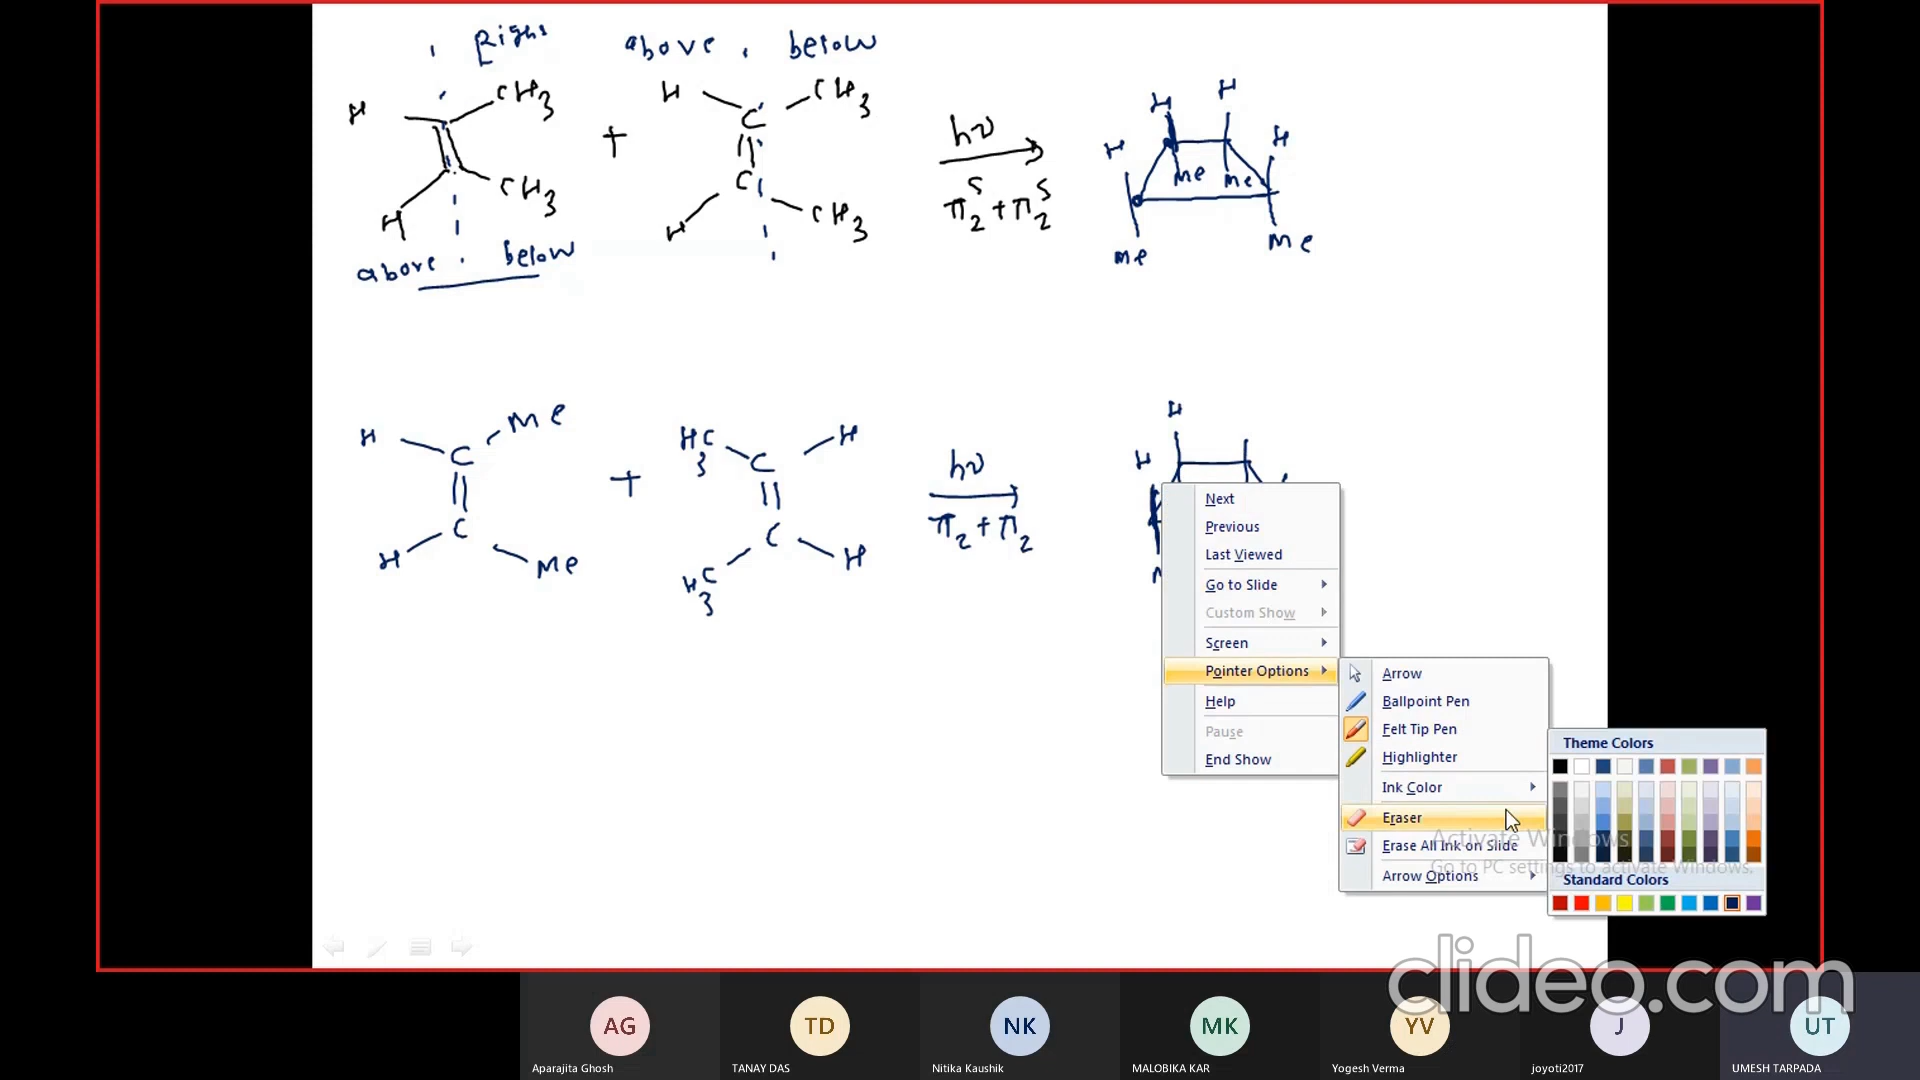 Right above . below
H CH3 H C CH3 H H
+ hν H H
C π2s + π2s Me Me
H CH3 H CH3
above . below Me Me
H C Me H3C C H hν H
+ H
H C Me H3C C H π2 + π2
Next
Previous
Last Viewed
Go to Slide
Custom Show
Screen
Pointer Options
Help
Pause
End Show
Arrow
Ballpoint Pen
Felt Tip Pen
Highlighter
Ink Color
Eraser
Erase All Ink on Slide
Arrow Options
Theme Colors
Standard Colors
Activate Windows
Go to PC settings to activate Windows.
clideo.com
AG TD NK MK YV J UT
Aparajita Ghosh TANAY DAS Nitika Kaushik MALOBIKA KAR Yogesh Verma joyoti2017 UMESH TARPADA